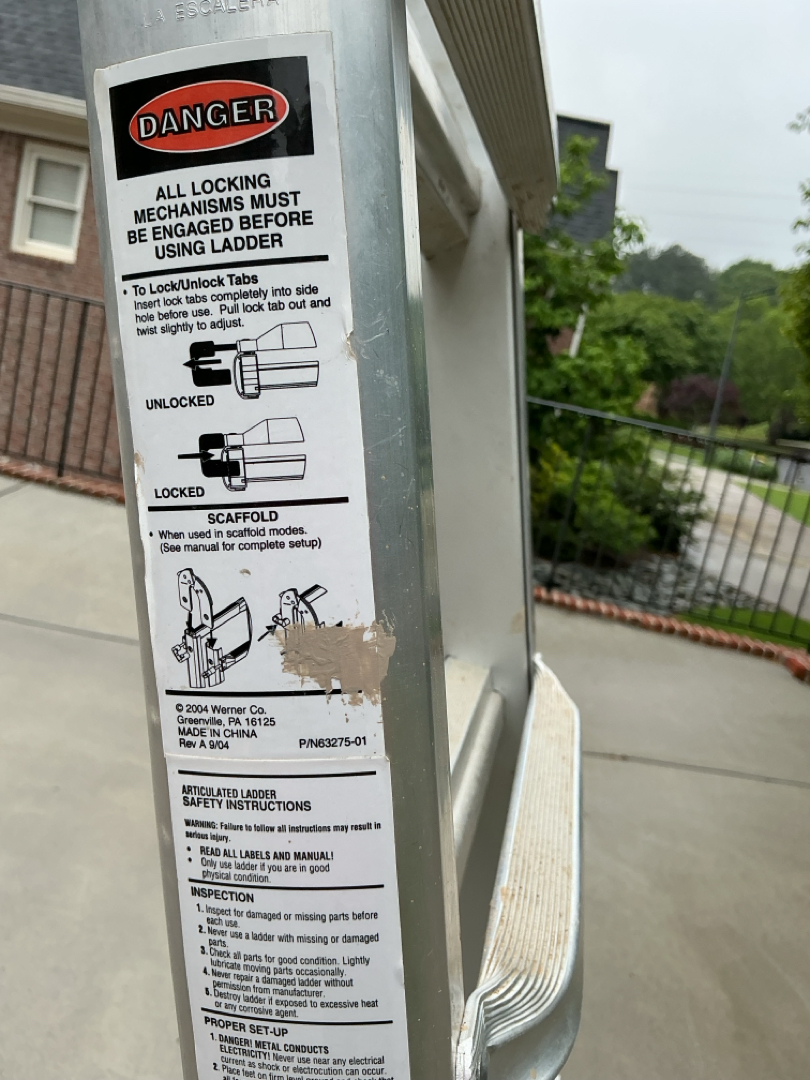 LA ESCALERA
DANGER
ALL LOCKING
MECHANISMS MUST
BE ENGAGED BEFORE
USING LADDER
• To Lock/Unlock Tabs
Insert lock tabs completely into side
hole before use. Pull lock tab out and
twist slightly to adjust.
UNLOCKED
LOCKED
SCAFFOLD
• When used in scaffold modes.
(See manual for complete setup)
© 2004 Werner Co.
Greenville, PA 16125
MADE IN CHINA
Rev A 9/04 P/N63275-01
ARTICULATED LADDER
SAFETY INSTRUCTIONS
WARNING: Failure to follow all instructions may result in
serious injury.
• READ ALL LABELS AND MANUAL!
• Only use ladder if you are in good
physical condition.
INSPECTION
1. Inspect for damaged or missing parts before
each use.
2. Never use a ladder with missing or damaged
parts.
3. Check all parts for good condition. Lightly
lubricate moving parts occasionally.
4. Never repair a damaged ladder without
permission from manufacturer.
5. Destroy ladder if exposed to excessive heat
or any corrosive agent.
PROPER SET-UP
1. DANGER! METAL CONDUCTS
ELECTRICITY! Never use near any electrical
current as shock or electrocution can occur.
2. Place feet on firm level ground and check that